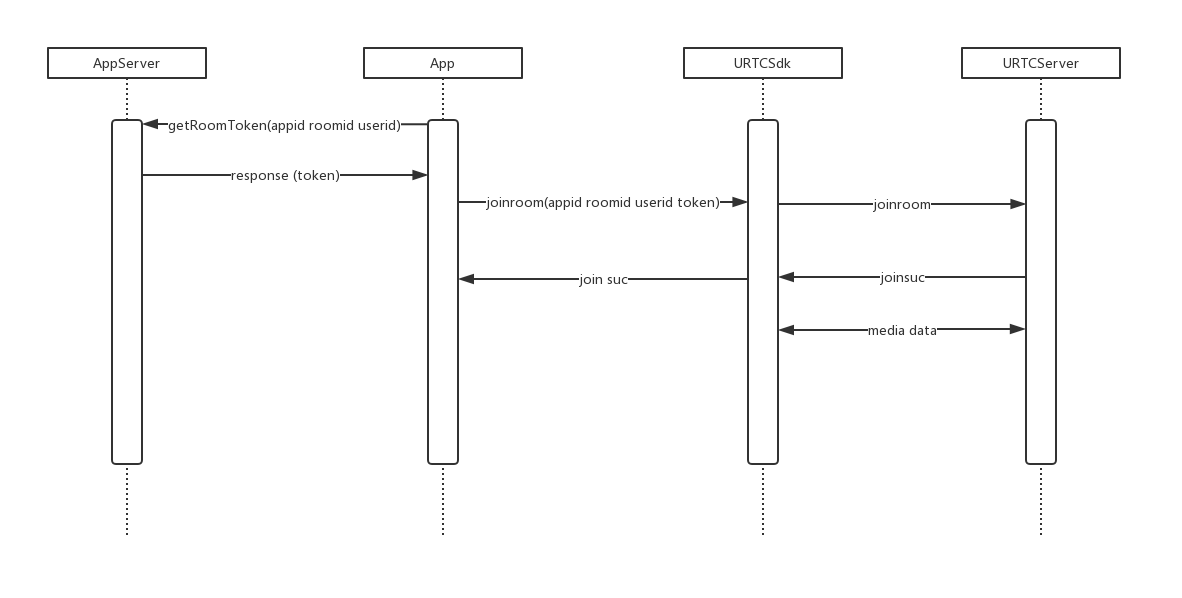 AppServer
App
URTCSdk
URTCServer
getRoomToken(appid roomid userid)
response (token)
joinroom(appid roomid userid token)
joinroom
join suc
joinsuc
media data